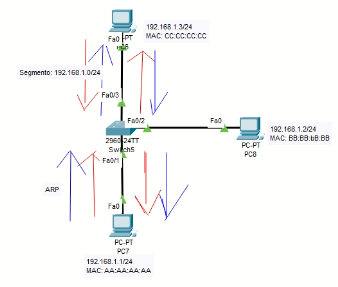 192.168.1.3/24
MAC: CC:CC:CC:CC
Fa0
-PT
Segmento: 192.168.1.0/24
Fa0/3
Fa0/2
Fa0
192.168.1.2/24
MAC: BB:BB:bB:BB
2960-24TT
Switch5
PC-PT
PC8
Fa0/1
ARP
Fa0
PC-PT
PC7
192.168.1.1/24
MAC: AA:AA:AA:AA